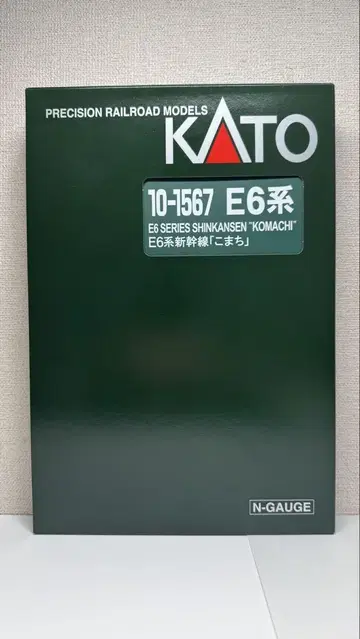 PRECISION RAILROAD MODELS
KATO
10-1567 E6系
E6 SERIES SHINKANSEN "KOMACHI"
E6系新幹線「こまち」
N-GAUGE